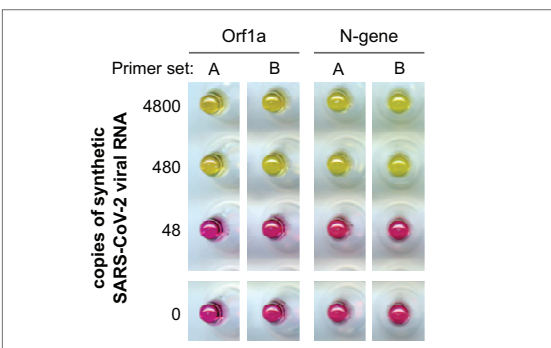 Orf1a N-gene
Primer set: A B A B
4800
480
48
0
copies of synthetic
SARS-CoV-2 viral RNA